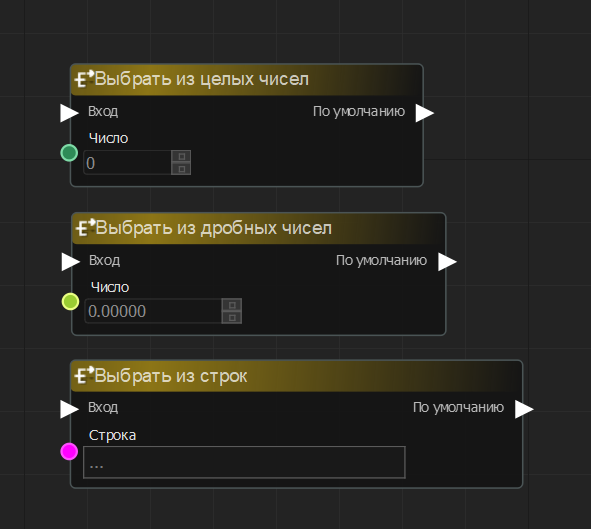 Выбрать из целых чисел
Вход По умолчанию
Число
0
Выбрать из дробных чисел
Вход По умолчанию
Число
0.00000
Выбрать из строк
Вход По умолчанию
Строка
...